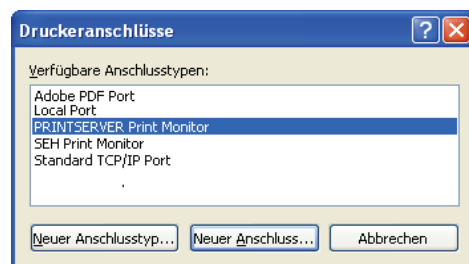 Druckeranschlüsse
Verfügbare Anschlusstypen:
Adobe PDF Port
Local Port
PRINTSERVER Print Monitor
SEH Print Monitor
Standard TCP/IP Port
Neuer Anschlusstyp... Neuer Anschluss... Abbrechen